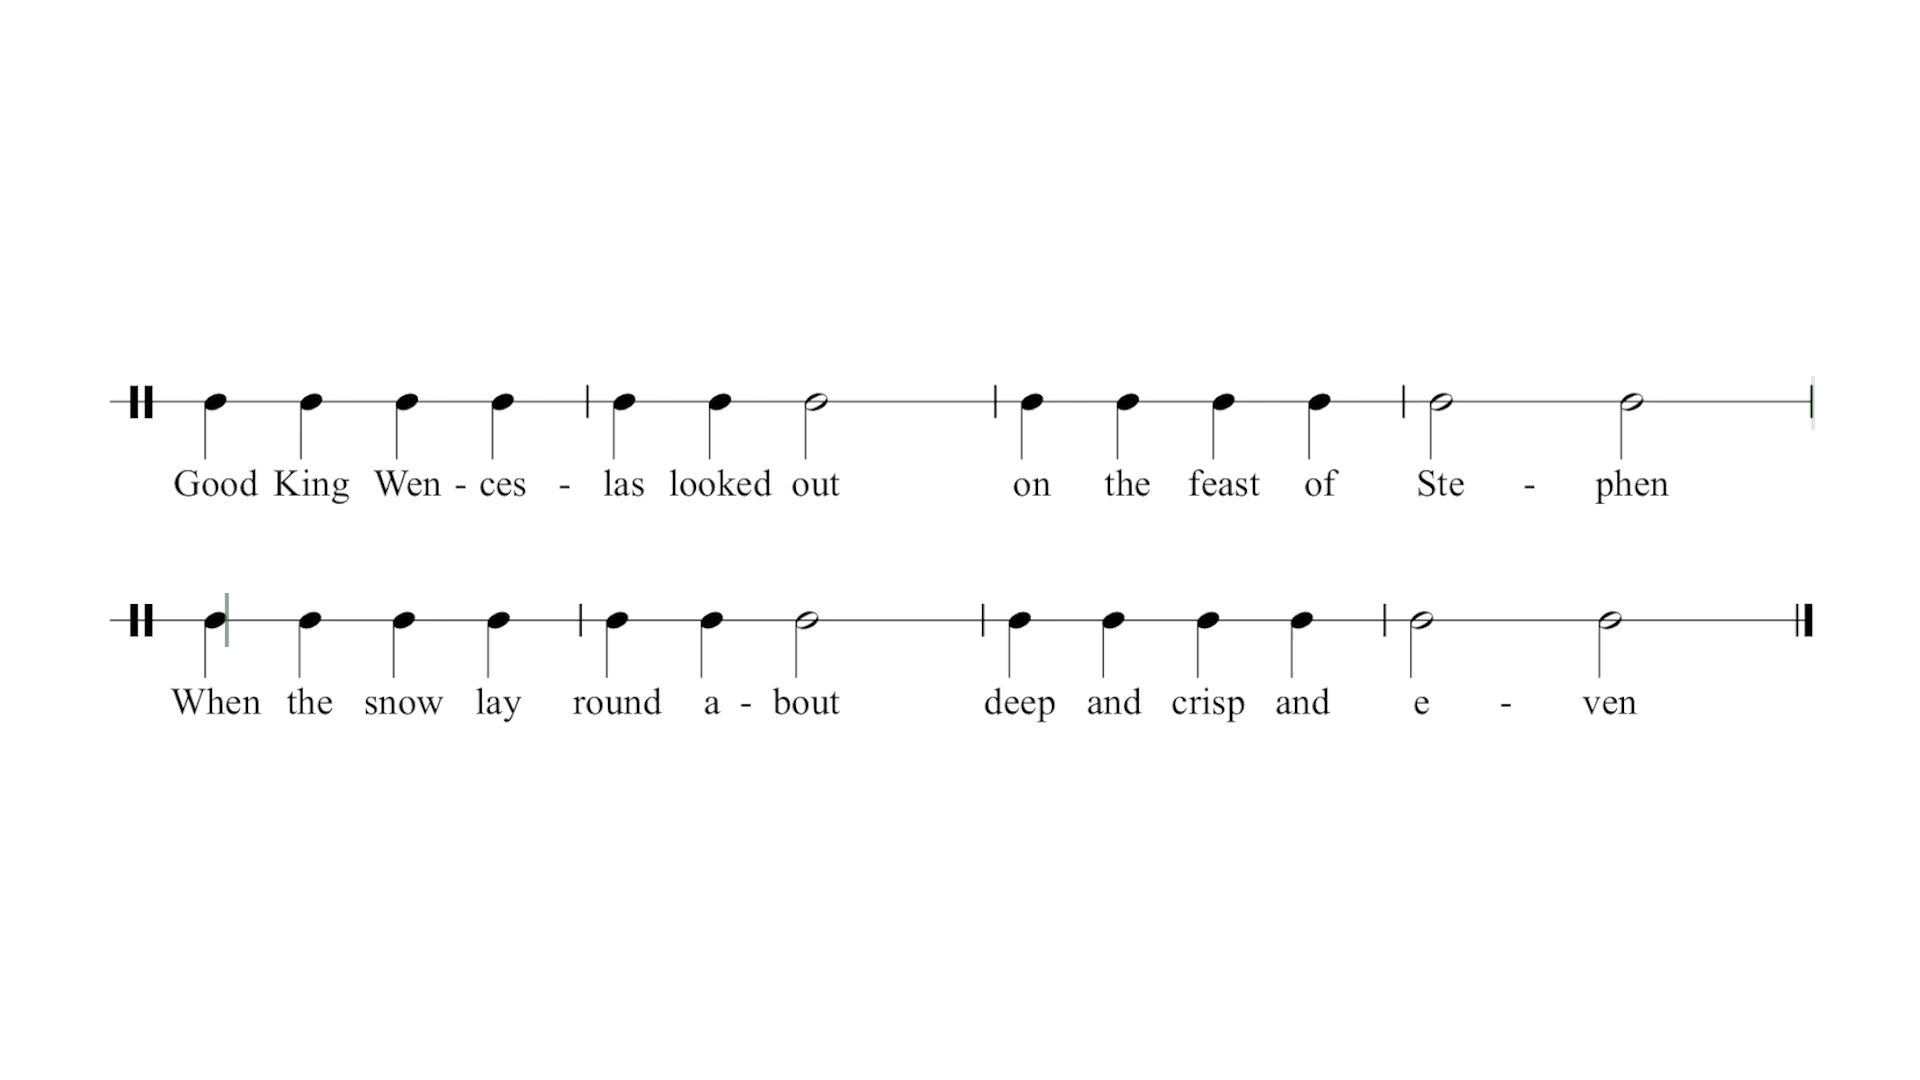 Good King Wen - ces - las looked out on the feast of Ste - phen
When the snow lay round a - bout deep and crisp and e - ven